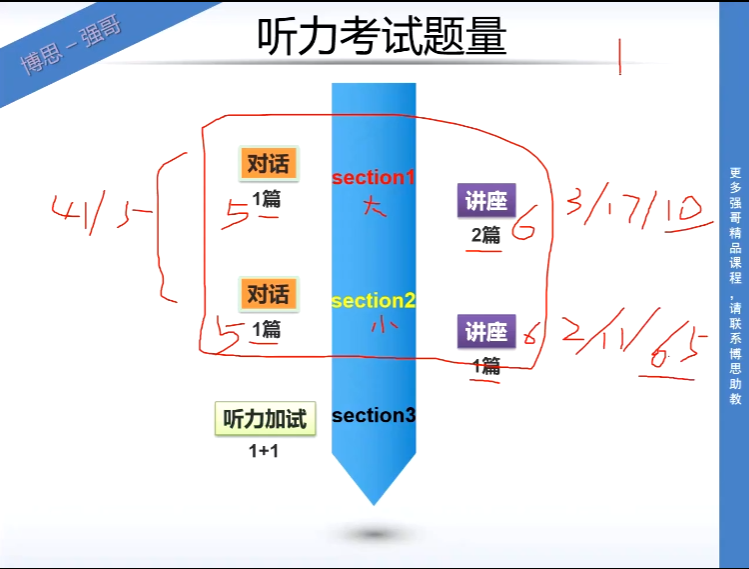 博思 – 强哥
听力考试题量
对话
1篇
5
section1
大
讲座
2篇
6
3/17/10
41/
对话
1篇
5
section2
小
讲座
1篇
6
2/11/6.5
听力加试
1+1
section3
更多强哥精品课程，请联系博思助教